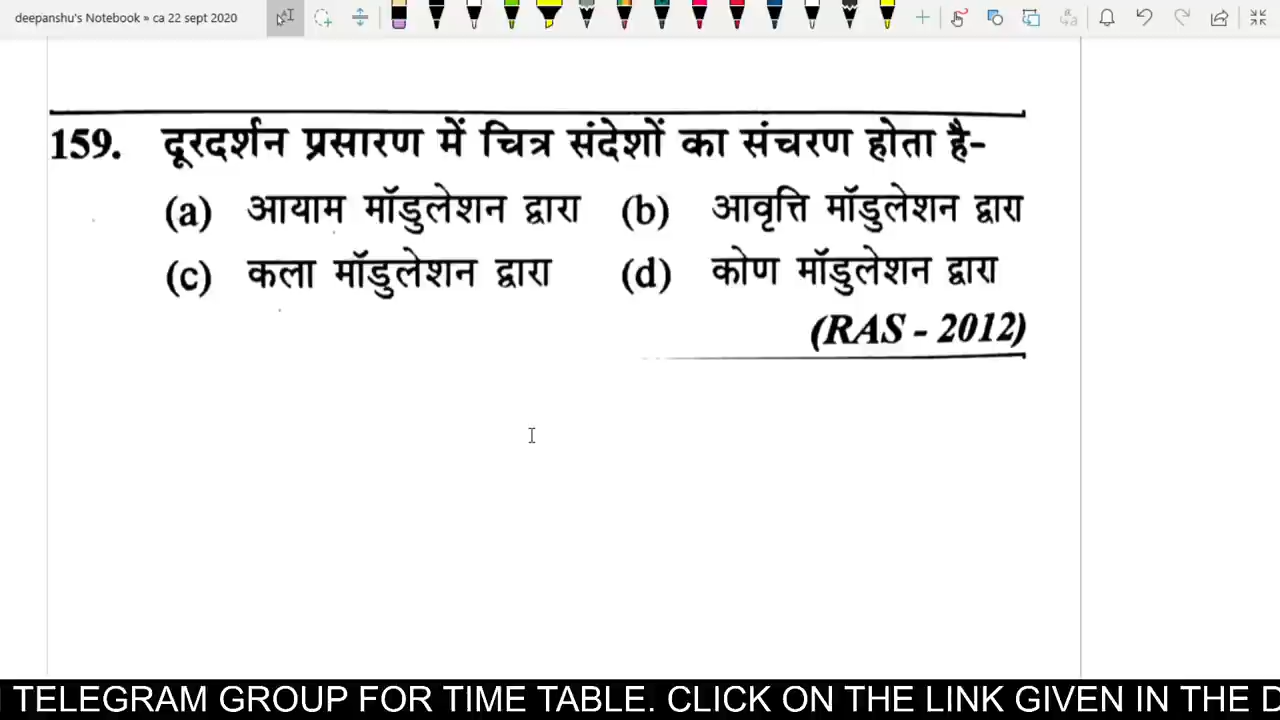 deepanshu's Notebook » ca 22 sept 2020
159. दूरदर्शन प्रसारण में चित्र संदेशों का संचरण होता है-
(a) आयाम मॉडुलेशन द्वारा (b) आवृत्ति मॉडुलेशन द्वारा
(c) कला मॉडुलेशन द्वारा (d) कोण मॉडुलेशन द्वारा
(RAS - 2012)
TELEGRAM GROUP FOR TIME TABLE. CLICK ON THE LINK GIVEN IN THE